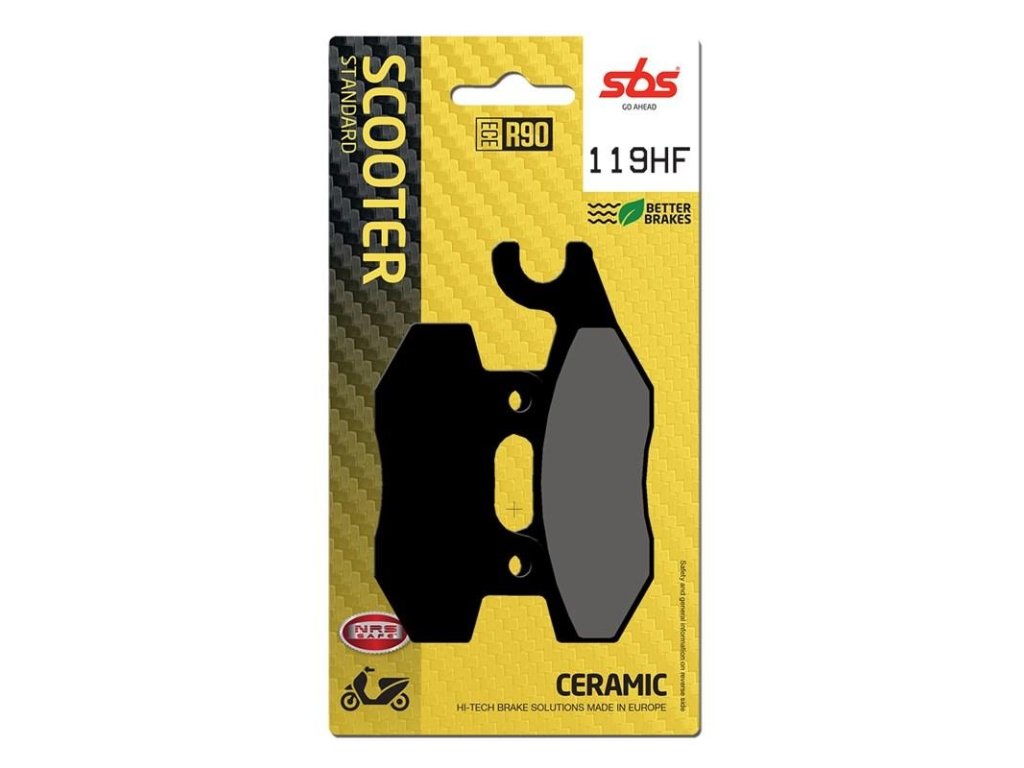 SCOOTER
STANDARD
ECE R90
sbs
GO AHEAD
119HF
BETTER
BRAKES
NRS
SAFE
Safety and general information on reverse side
CERAMIC
HI-TECH BRAKE SOLUTIONS MADE IN EUROPE